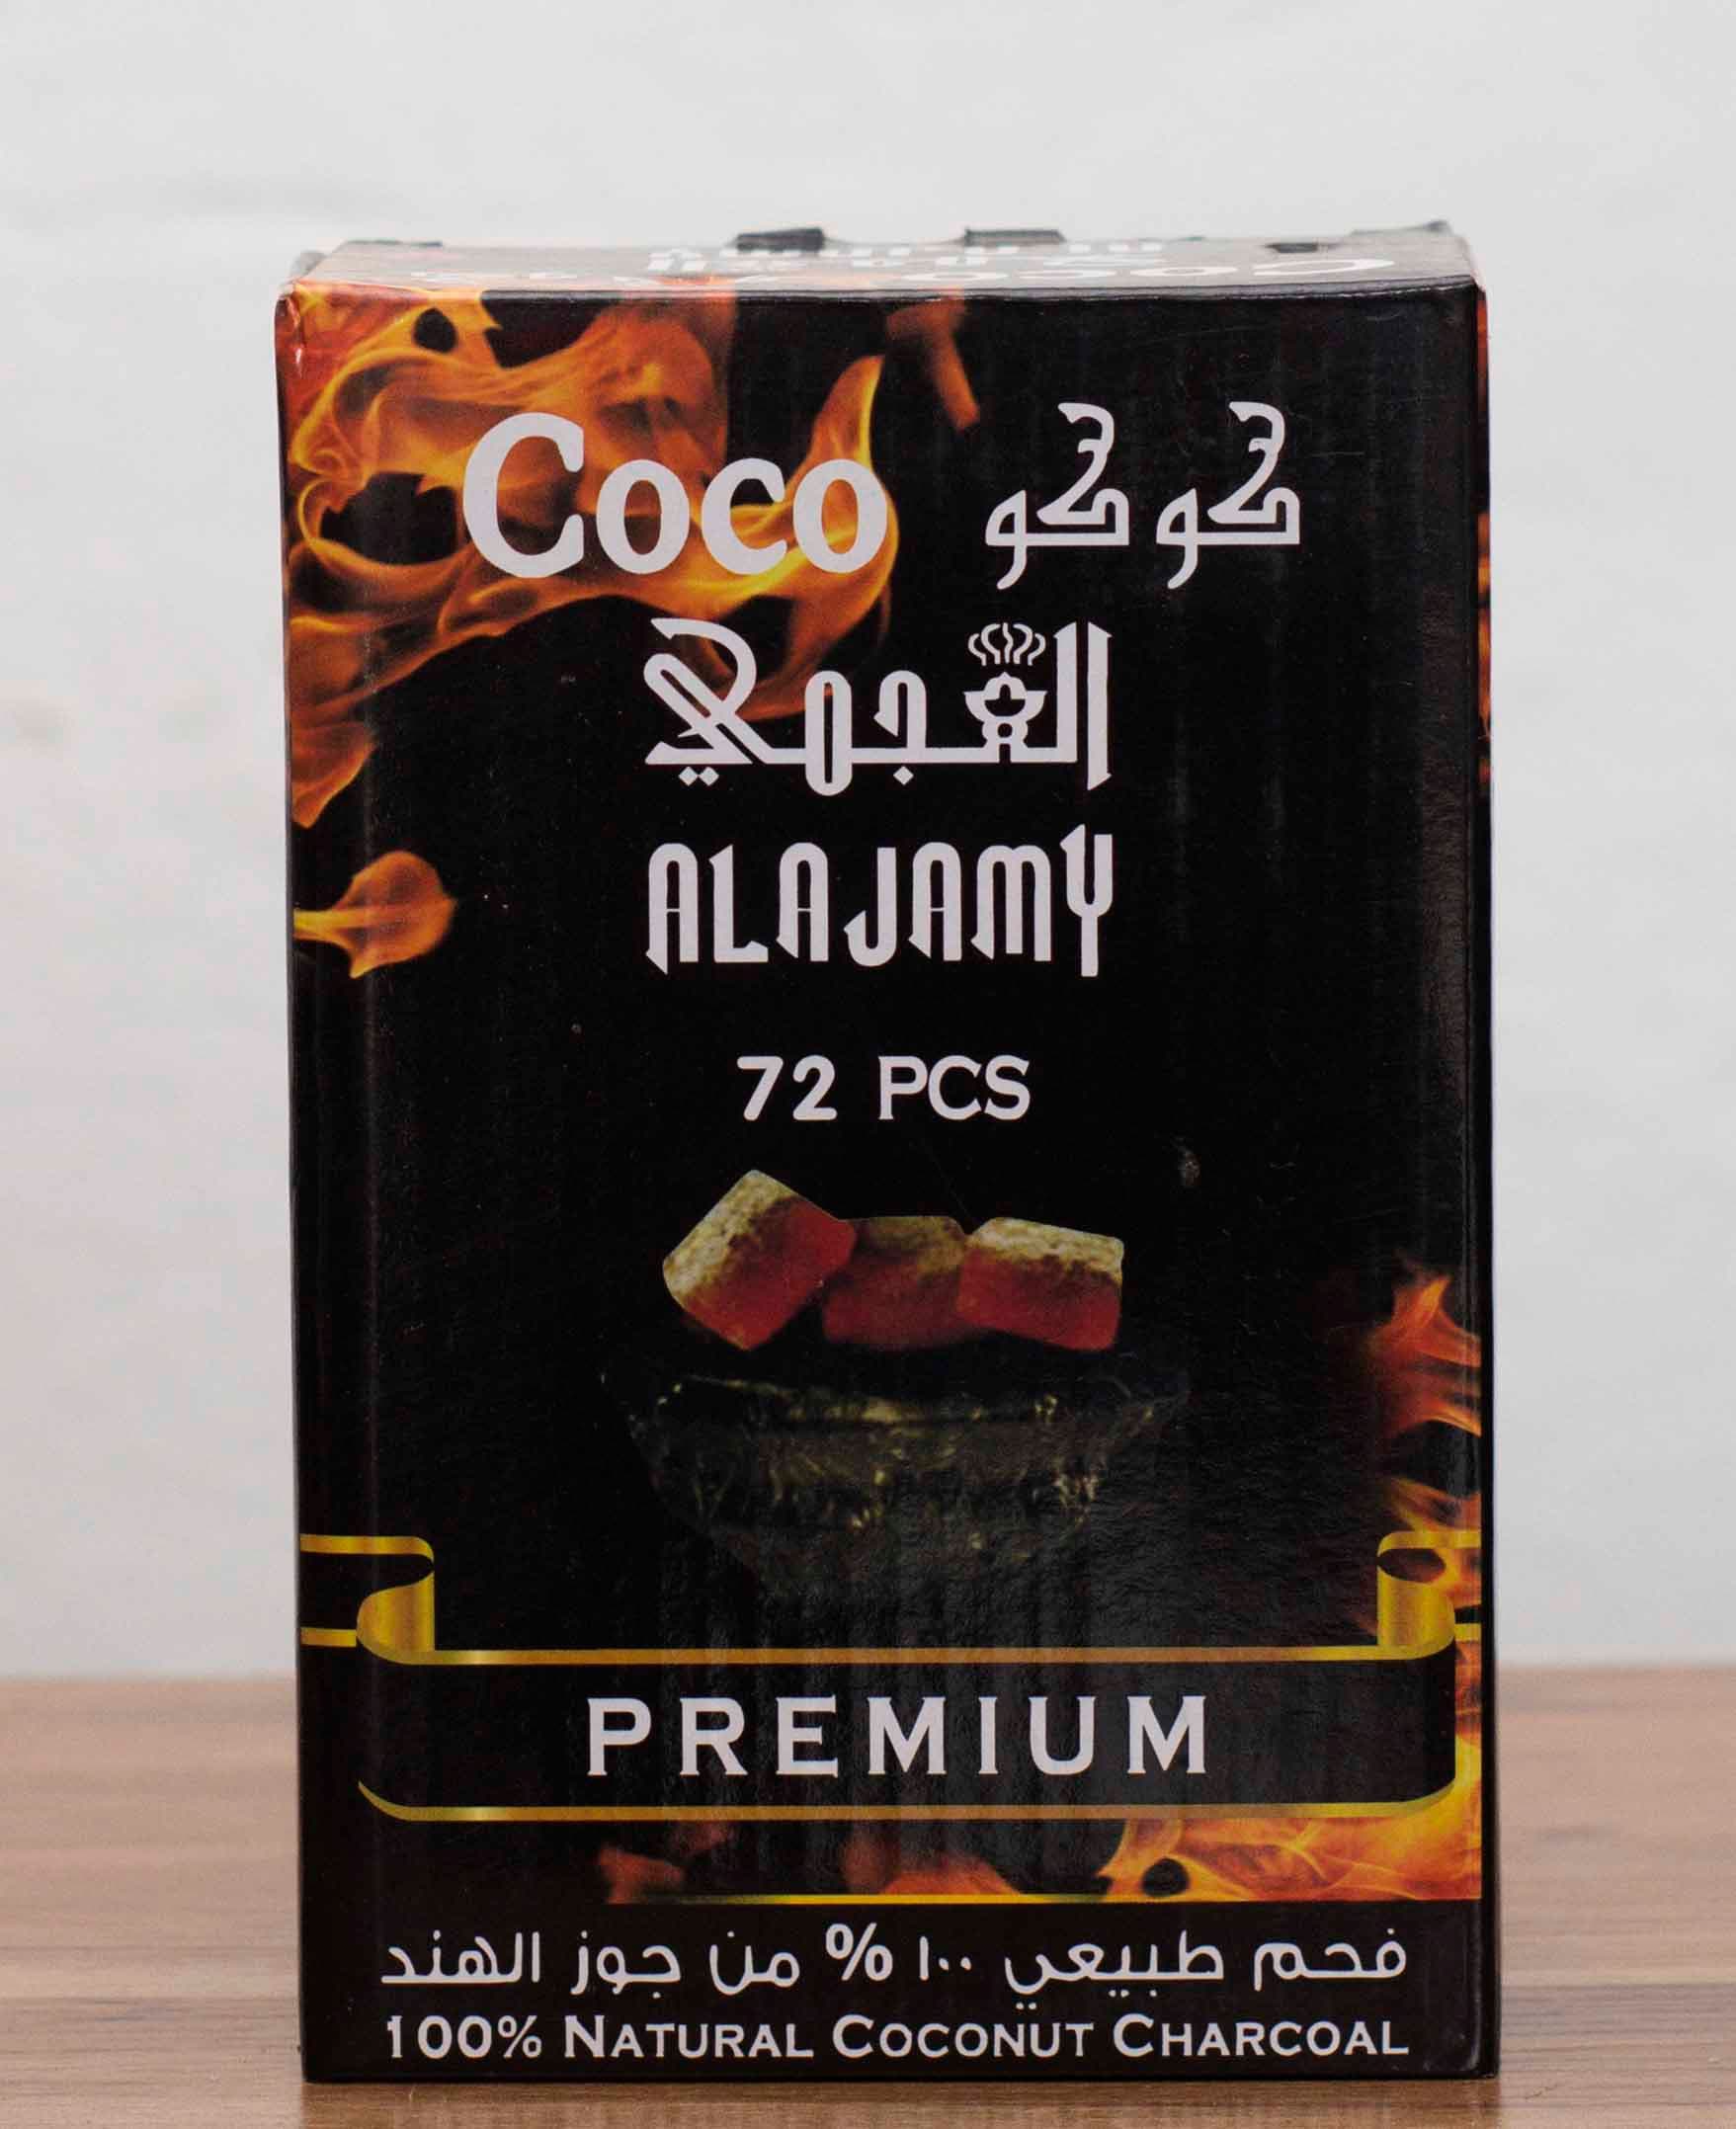 Coco كوكو
العجمي
ALAJAMY
72 PCS
PREMIUM
فحم طبيعي ١٠٠ % من جوز الهند
100% NATURAL COCONUT CHARCOAL